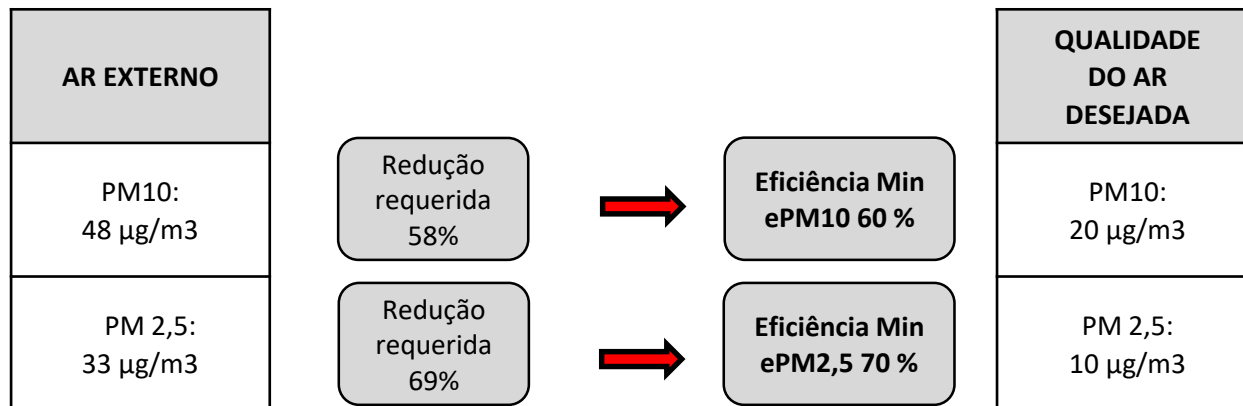 AR EXTERNO
QUALIDADE
DO AR
DESEJADA
PM10:
48 µg/m3
Redução
requerida
58%
Eficiência Min
ePM10 60 %
PM10:
20 µg/m3
PM 2,5:
33 µg/m3
Redução
requerida
69%
Eficiência Min
ePM2,5 70 %
PM 2,5:
10 µg/m3